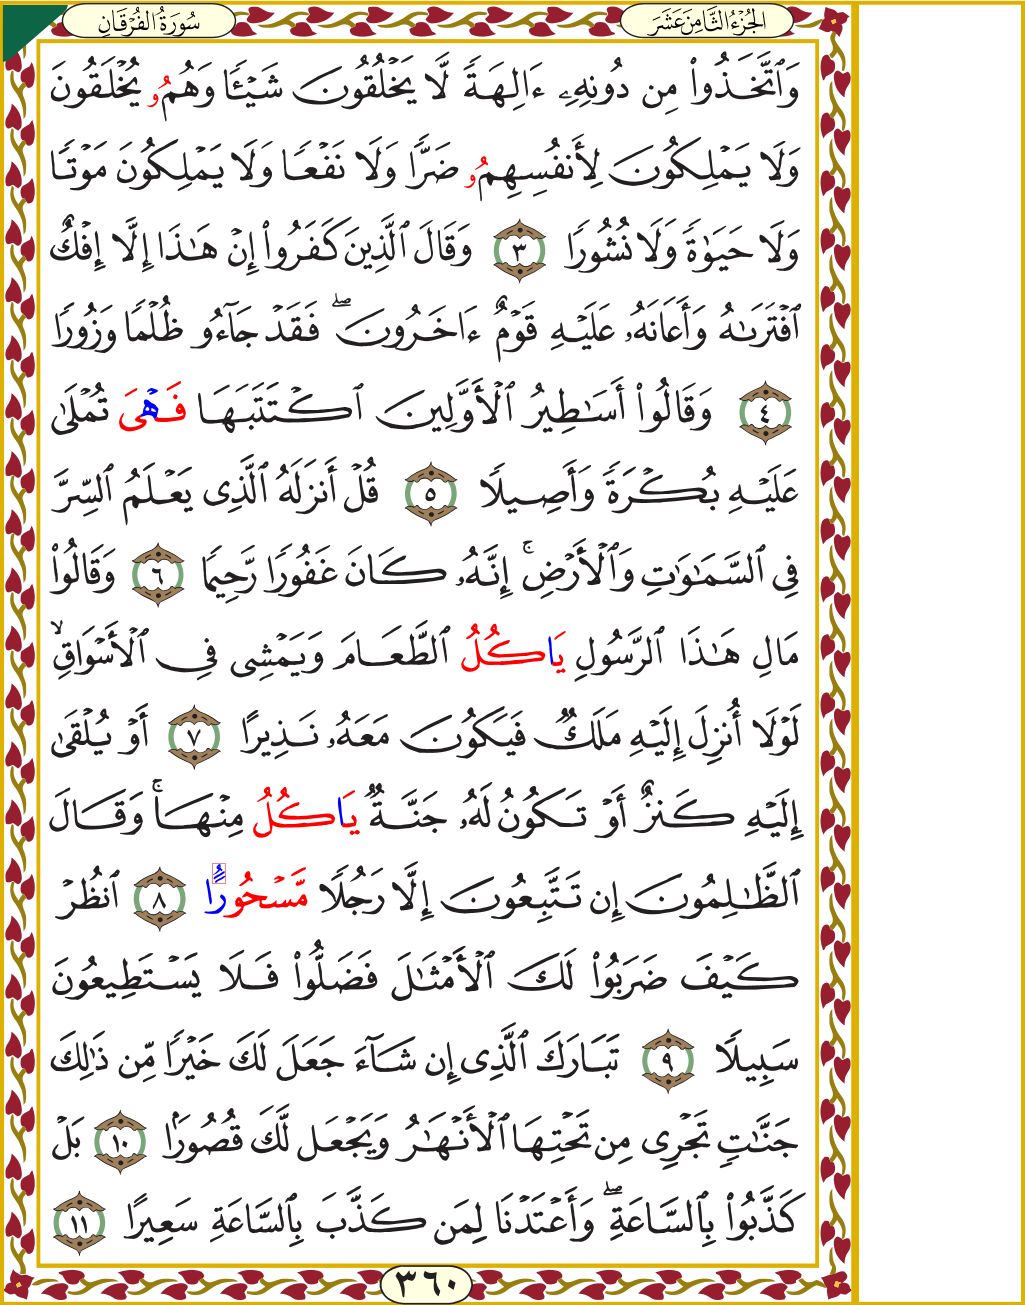 الجُزْءُ الثَّامِنَ عَشَرَ
سُورَةُ الفُرْقَانِ
وَٱتَّخَذُوا۟ مِن دُونِهِۦ ءَالِهَةً لَّا يَخْلُقُونَ شَيْـًٔا وَهُمُو يُخْلَقُونَ
وَلَا يَمْلِكُونَ لِأَنفُسِهِمُو ضَرًّا وَلَا نَفْعًا وَلَا يَمْلِكُونَ مَوْتًا
وَلَا حَيَوٰةً وَلَا نُشُورًا ٣ وَقَالَ ٱلَّذِينَ كَفَرُوا۟ إِنْ هَـٰذَا إِلَّا إِفْكٌ
ٱفْتَرَىٰهُ وَأَعَانَهُۥ عَلَيْهِ قَوْمٌ ءَاخَرُونَ ۖ فَقَدْ جَآءُو ظُلْمًا وَزُورًا
٤ وَقَالُوا۟ أَسَـٰطِيرُ ٱلْأَوَّلِينَ ٱكْتَتَبَهَا فَهْىَ تُمْلَىٰ
عَلَيْهِ بُكْرَةً وَأَصِيلًا ٥ قُلْ أَنزَلَهُ ٱلَّذِى يَعْلَمُ ٱلسِّرَّ
فِى ٱلسَّمَـٰوَٰتِ وَٱلْأَرْضِ ۚ إِنَّهُۥ كَانَ غَفُورًا رَّحِيمًا ٦ وَقَالُوا۟
مَالِ هَـٰذَا ٱلرَّسُولِ يَاكُلُ ٱلطَّعَامَ وَيَمْشِى فِى ٱلْأَسْوَاقِ ۙ
لَوْلَا أُنزِلَ إِلَيْهِ مَلَكٌ فَيَكُونَ مَعَهُۥ نَذِيرًا ٧ أَوْ يُلْقَىٰ
إِلَيْهِ كَنزٌ أَوْ تَكُونُ لَهُۥ جَنَّةٌ يَاكُلُ مِنْهَا ۚ وَقَالَ
ٱلظَّـٰلِمُونَ إِن تَتَّبِعُونَ إِلَّا رَجُلًا مَّسْحُورًا ٨ ٱنظُرْ
كَيْفَ ضَرَبُوا۟ لَكَ ٱلْأَمْثَـٰلَ فَضَلُّوا۟ فَلَا يَسْتَطِيعُونَ
سَبِيلًا ٩ تَبَارَكَ ٱلَّذِى إِن شَآءَ جَعَلَ لَكَ خَيْرًا مِّن ذَٰلِكَ
جَنَّـٰتٍ تَجْرِى مِن تَحْتِهَا ٱلْأَنْهَـٰرُ وَيَجْعَل لَّكَ قُصُورًا ١٠ بَلْ
كَذَّبُوا۟ بِٱلسَّاعَةِ ۖ وَأَعْتَدْنَا لِمَن كَذَّبَ بِٱلسَّاعَةِ سَعِيرًا ١١
٣٦٠